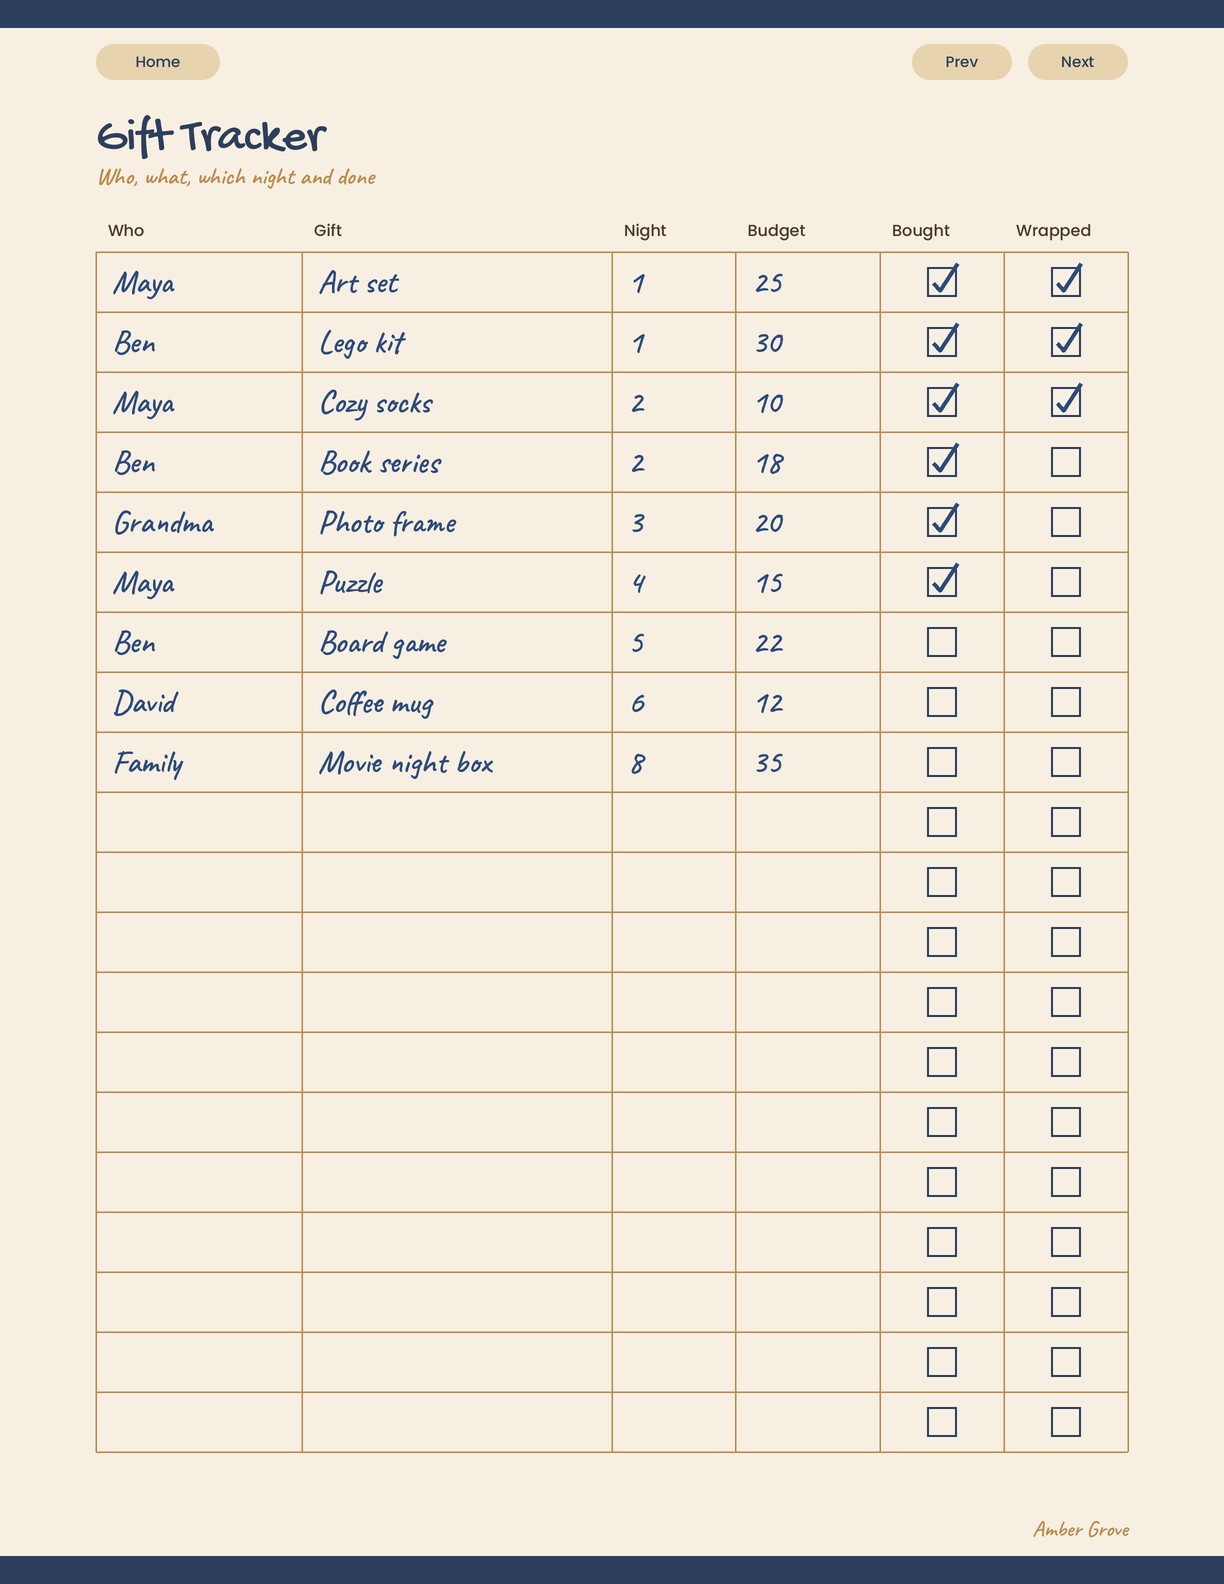 Home Prev Next
Gift Tracker
Who, what, which night and done
Who Gift Night Budget Bought Wrapped
Maya Art set 1 25
Ben Lego kit 1 30
Maya Cozy socks 2 10
Ben Book series 2 18
Grandma Photo frame 3 20
Maya Puzzle 4 15
Ben Board game 5 22
David Coffee mug 6 12
Family Movie night box 8 35
Amber Grove